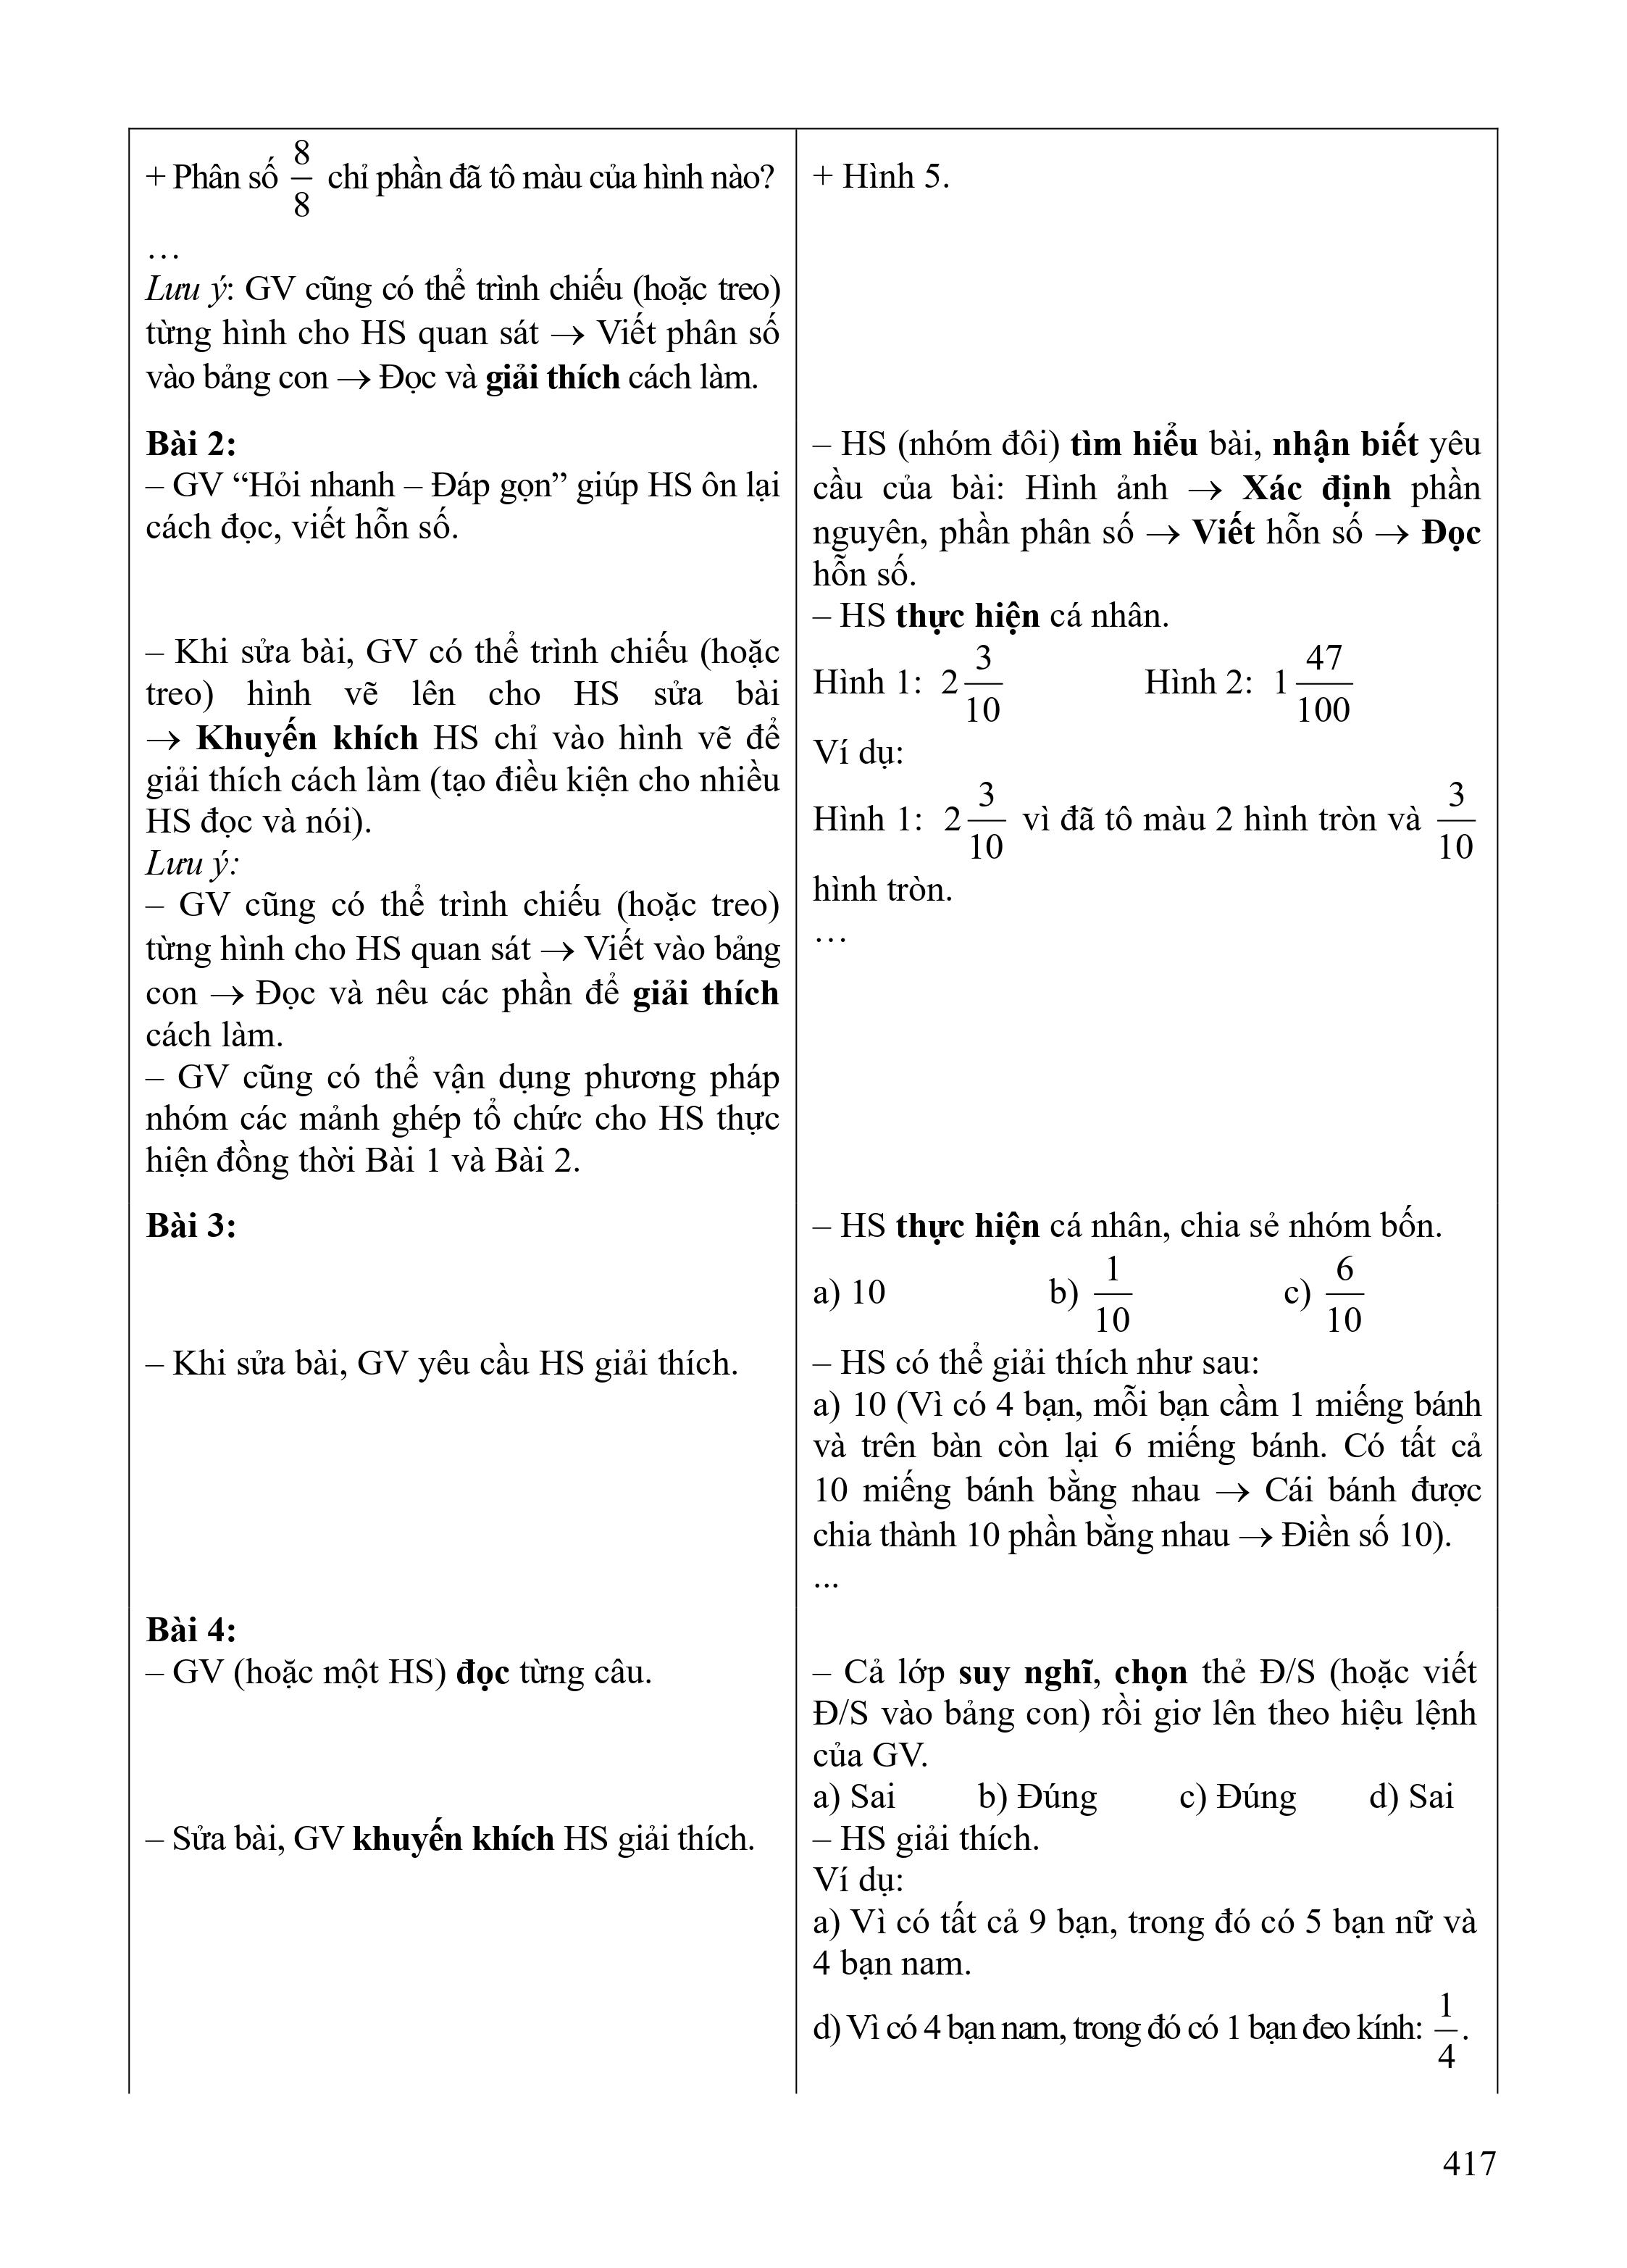 + Phân số 8/8 chỉ phần đã tô màu của hình nào?
…
Lưu ý: GV cũng có thể trình chiếu (hoặc treo)
từng hình cho HS quan sát → Viết phân số
vào bảng con → Đọc và giải thích cách làm.
+ Hình 5.
Bài 2:
– GV “Hỏi nhanh – Đáp gọn” giúp HS ôn lại
cách đọc, viết hỗn số.
– Khi sửa bài, GV có thể trình chiếu (hoặc
treo) hình vẽ lên cho HS sửa bài
→ Khuyến khích HS chỉ vào hình vẽ để
giải thích cách làm (tạo điều kiện cho nhiều
HS đọc và nói).
Lưu ý:
– GV cũng có thể trình chiếu (hoặc treo)
từng hình cho HS quan sát → Viết vào bảng
con → Đọc và nêu các phần để giải thích
cách làm.
– GV cũng có thể vận dụng phương pháp
nhóm các mảnh ghép tổ chức cho HS thực
hiện đồng thời Bài 1 và Bài 2.
– HS (nhóm đôi) tìm hiểu bài, nhận biết yêu
cầu của bài: Hình ảnh → Xác định phần
nguyên, phần phân số → Viết hỗn số → Đọc
hỗn số.
– HS thực hiện cá nhân.
Hình 1: 2 3/10 Hình 2: 1 47/100
Ví dụ:
Hình 1: 2 3/10 vì đã tô màu 2 hình tròn và 3/10
hình tròn.
…
Bài 3:
– Khi sửa bài, GV yêu cầu HS giải thích.
– HS thực hiện cá nhân, chia sẻ nhóm bốn.
a) 10 b) 1/10 c) 6/10
– HS có thể giải thích như sau:
a) 10 (Vì có 4 bạn, mỗi bạn cầm 1 miếng bánh
và trên bàn còn lại 6 miếng bánh. Có tất cả
10 miếng bánh bằng nhau → Cái bánh được
chia thành 10 phần bằng nhau → Điền số 10).
...
Bài 4:
– GV (hoặc một HS) đọc từng câu.
– Sửa bài, GV khuyến khích HS giải thích.
– Cả lớp suy nghĩ, chọn thẻ Đ/S (hoặc viết
Đ/S vào bảng con) rồi giơ lên theo hiệu lệnh
của GV.
a) Sai b) Đúng c) Đúng d) Sai
– HS giải thích.
Ví dụ:
a) Vì có tất cả 9 bạn, trong đó có 5 bạn nữ và
4 bạn nam.
d) Vì có 4 bạn nam, trong đó có 1 bạn đeo kính: 1/4.
417